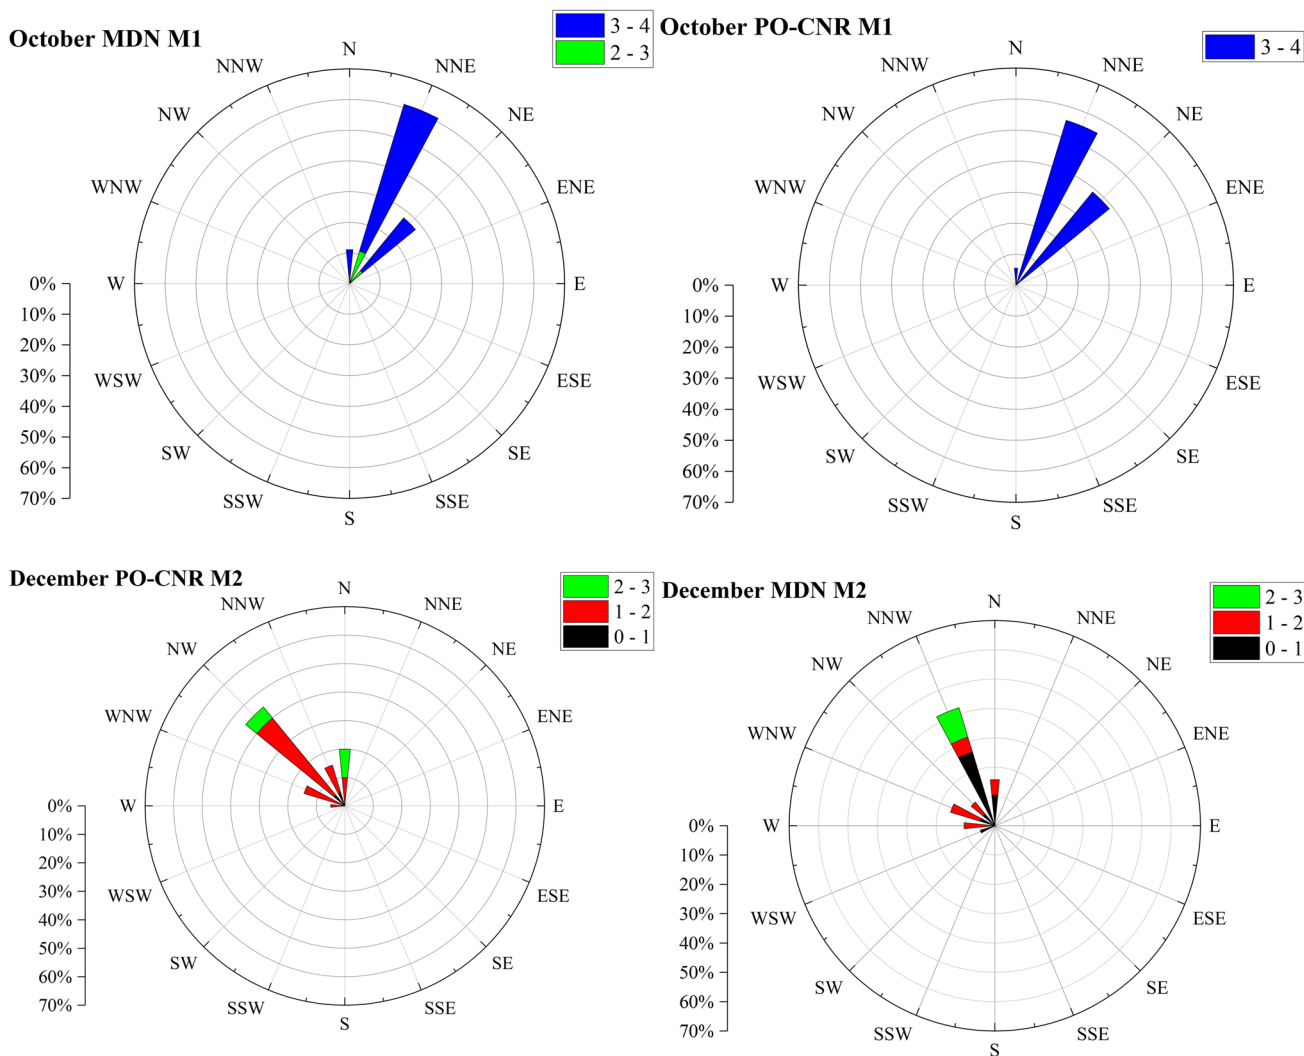 October MDN M1
3 - 4
2 - 3
N
NNE
NE
ENE
E
ESE
SE
SSE
S
SSW
SW
WSW
W
WNW
NW
NNW
0%
10%
20%
30%
40%
50%
60%
70%
October PO-CNR M1
3 - 4
N
NNE
NE
ENE
E
ESE
SE
SSE
S
SSW
SW
WSW
W
WNW
NW
NNW
0%
10%
20%
30%
40%
50%
60%
70%
December PO-CNR M2
2 - 3
1 - 2
0 - 1
N
NNE
NE
ENE
E
ESE
SE
SSE
S
SSW
SW
WSW
W
WNW
NW
NNW
0%
10%
20%
30%
40%
50%
60%
70%
December MDN M2
2 - 3
1 - 2
0 - 1
N
NNE
NE
ENE
E
ESE
SE
SSE
S
SSW
SW
WSW
W
WNW
NW
NNW
0%
10%
20%
30%
40%
50%
60%
70%